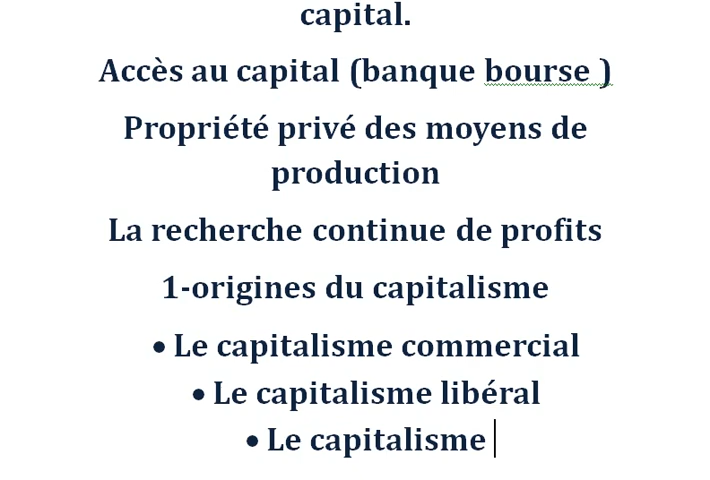 capital.
Accès au capital (banque bourse )
Propriété privé des moyens de
production
La recherche continue de profits
1-origines du capitalisme
• Le capitalisme commercial
• Le capitalisme libéral
• Le capitalisme